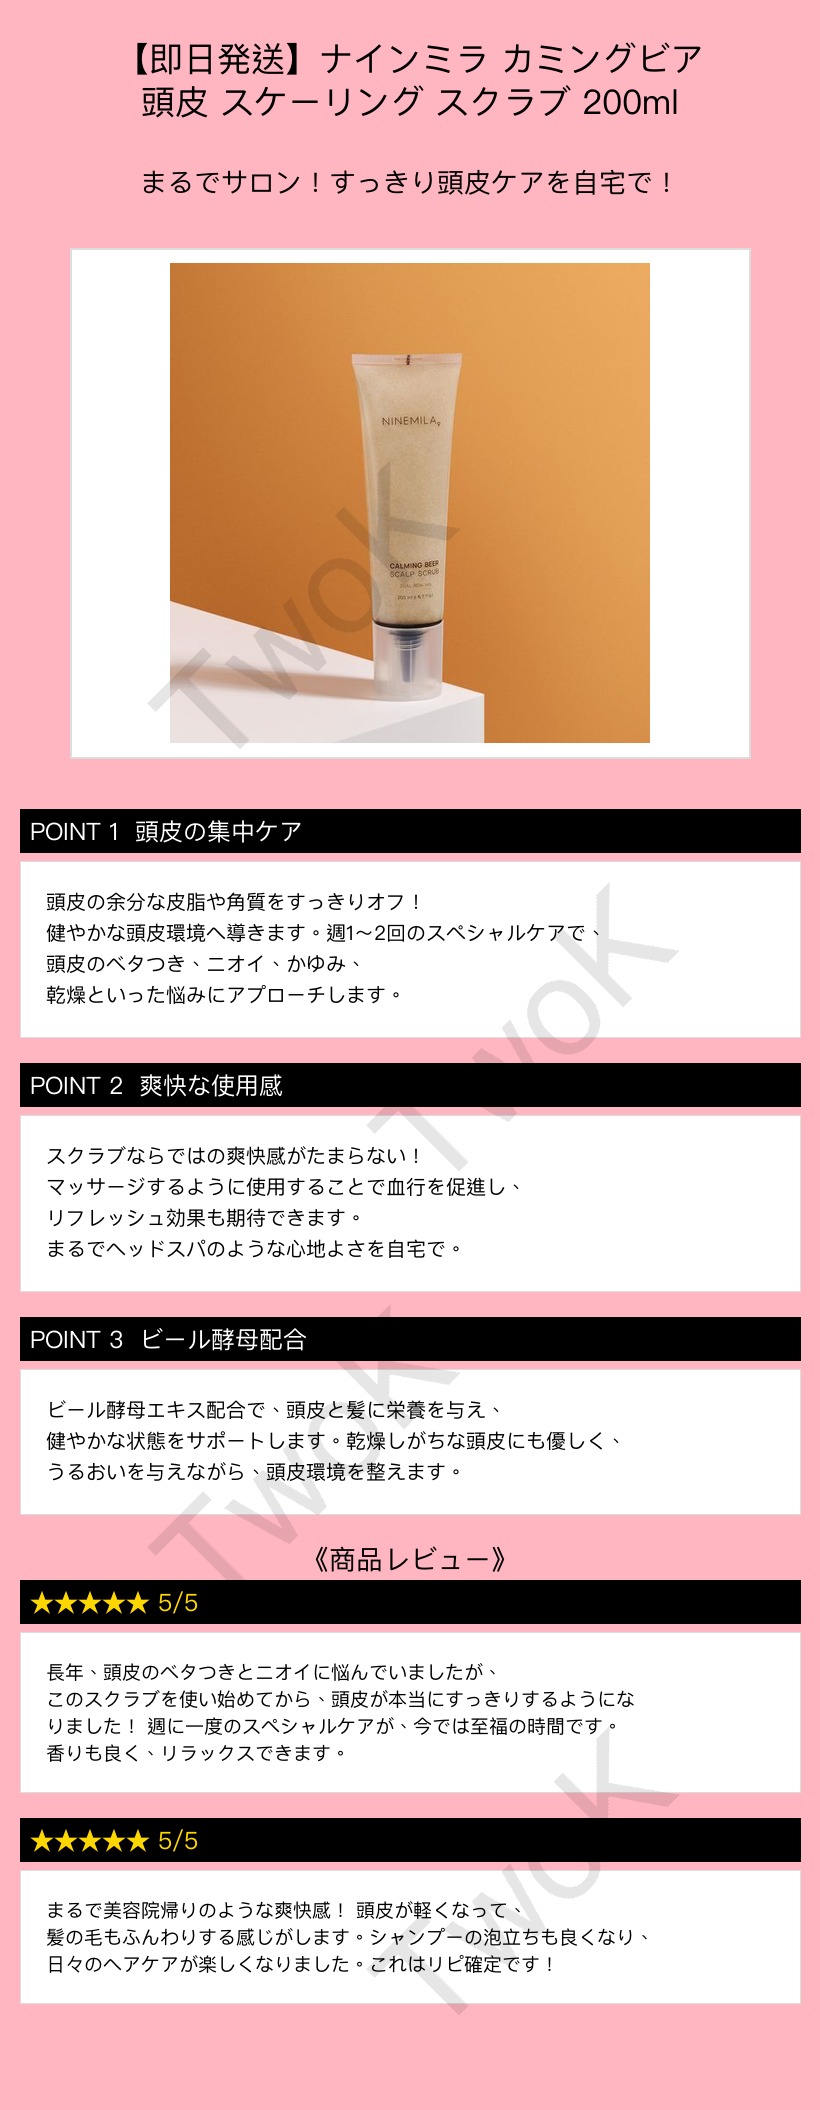 【即日発送】ナインミラ カミングビア
頭皮 スケーリング スクラブ 200ml
まるでサロン！すっきり頭皮ケアを自宅で！
NINEMILA9
CALMING BEER
SCALP SCRUB
TwoK
POINT 1 頭皮の集中ケア
頭皮の余分な皮脂や角質をすっきりオフ！
健やかな頭皮環境へ導きます。週1〜2回のスペシャルケアで、
頭皮のベタつき、ニオイ、かゆみ、
乾燥といった悩みにアプローチします。
TwoK
POINT 2 爽快な使用感
スクラブならではの爽快感がたまらない！
マッサージするように使用することで血行を促進し、
リフレッシュ効果も期待できます。
まるでヘッドスパのような心地よさを自宅で。
POINT 3 ビール酵母配合
ビール酵母エキス配合で、頭皮と髪に栄養を与え、
健やかな状態をサポートします。乾燥しがちな頭皮にも優しく、
うるおいを与えながら、頭皮環境を整えます。
TwoK
《商品レビュー》
★★★★★ 5/5
長年、頭皮のベタつきとニオイに悩んでいましたが、
このスクラブを使い始めてから、頭皮が本当にすっきりするようにな
りました！ 週に一度のスペシャルケアが、今では至福の時間です。
香りも良く、リラックスできます。
★★★★★ 5/5
まるで美容院帰りのような爽快感！ 頭皮が軽くなって、
髪の毛もふんわりする感じがします。シャンプーの泡立ちも良くなり、
日々のヘアケアが楽しくなりました。これはリピ確定です！
TwoK